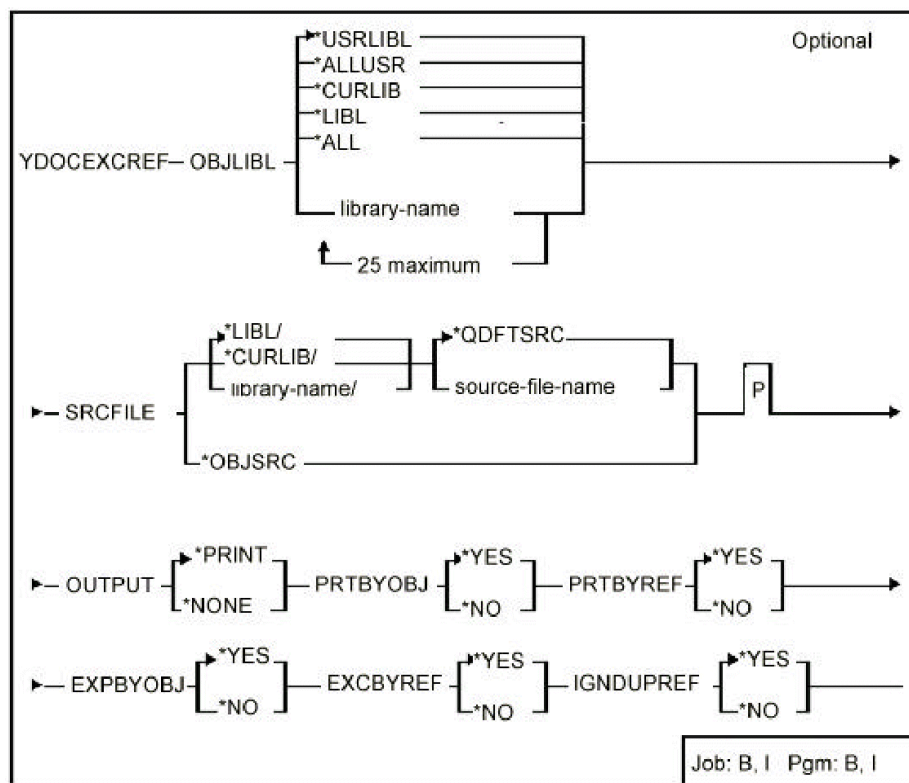 *USRLIBL
Optional
*ALLUSR
*CURLIB
*LIBL
*ALL
YDOCEXCREF OBJLIBL
library-name
25 maximum
*LIBL/ *QDFTSRC
*CURLIB/
library-name/ source-file-name
SRCFILE P
*OBJSRC
*PRINT *YES *YES
OUTPUT PRTBYOBJ PRTBYREF
*NONE *NO *NO
*YES *YES *YES
EXPBYOBJ EXCBYREF IGNDUPREF
*NO *NO *NO
Job: B, I Pgm: B, I